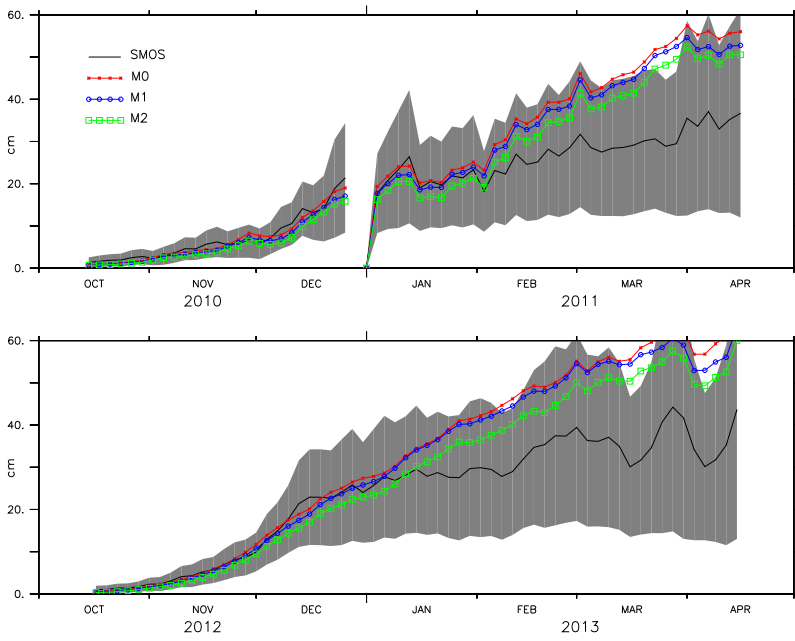 60.
SMOS
M0
M1
M2
40.
cm
20.
0.
OCT NOV DEC JAN FEB MAR APR
2010 2011
60.
40.
cm
20.
0.
OCT NOV DEC JAN FEB MAR APR
2012 2013